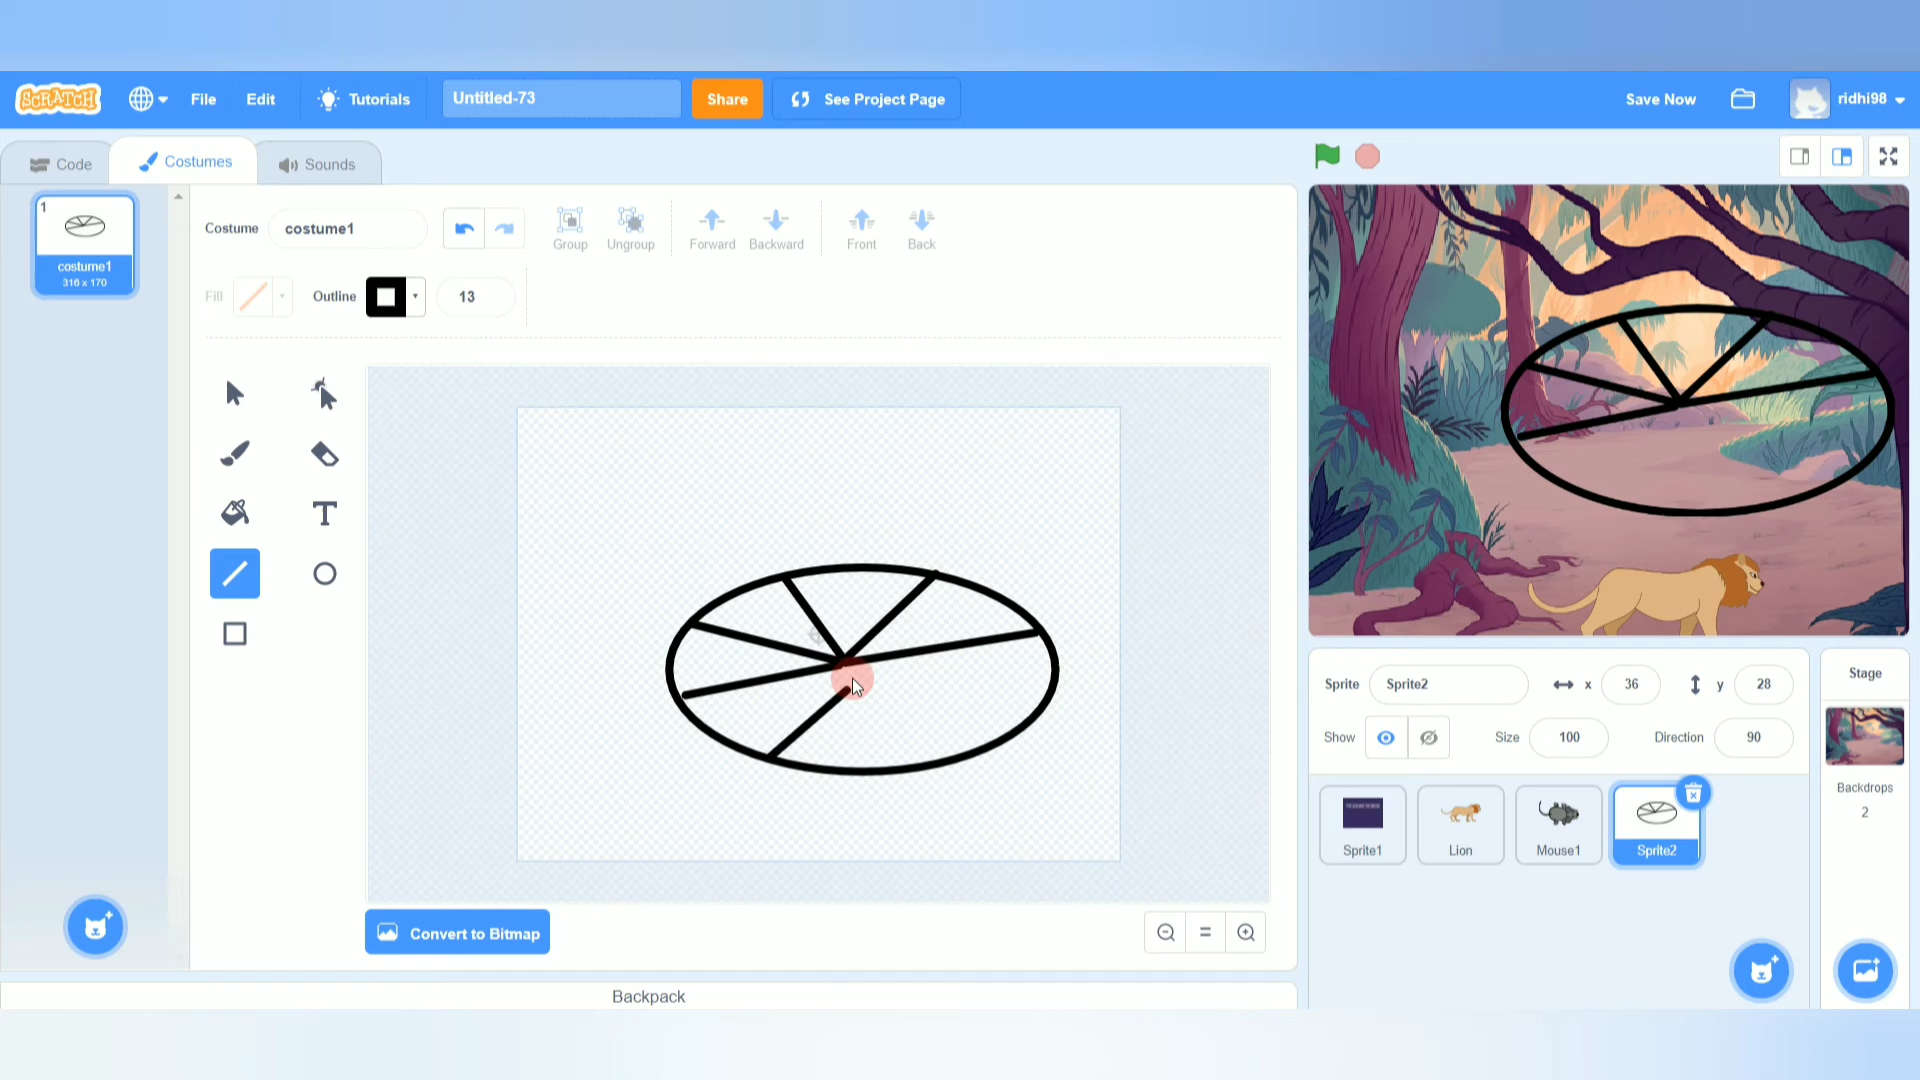 SCRATCH File Edit Tutorials Untitled-73 Share See Project Page Save Now ridhi98
Code Costumes Sounds
1
costume1
316 x 170
Costume costume1 Group Ungroup Forward Backward Front Back
Fill Outline 13
T
Convert to Bitmap =
Backpack
Sprite Sprite2 x 36 y 28
Show Size 100 Direction 90
Sprite1 Lion Mouse1 Sprite2
Stage
Backdrops
2